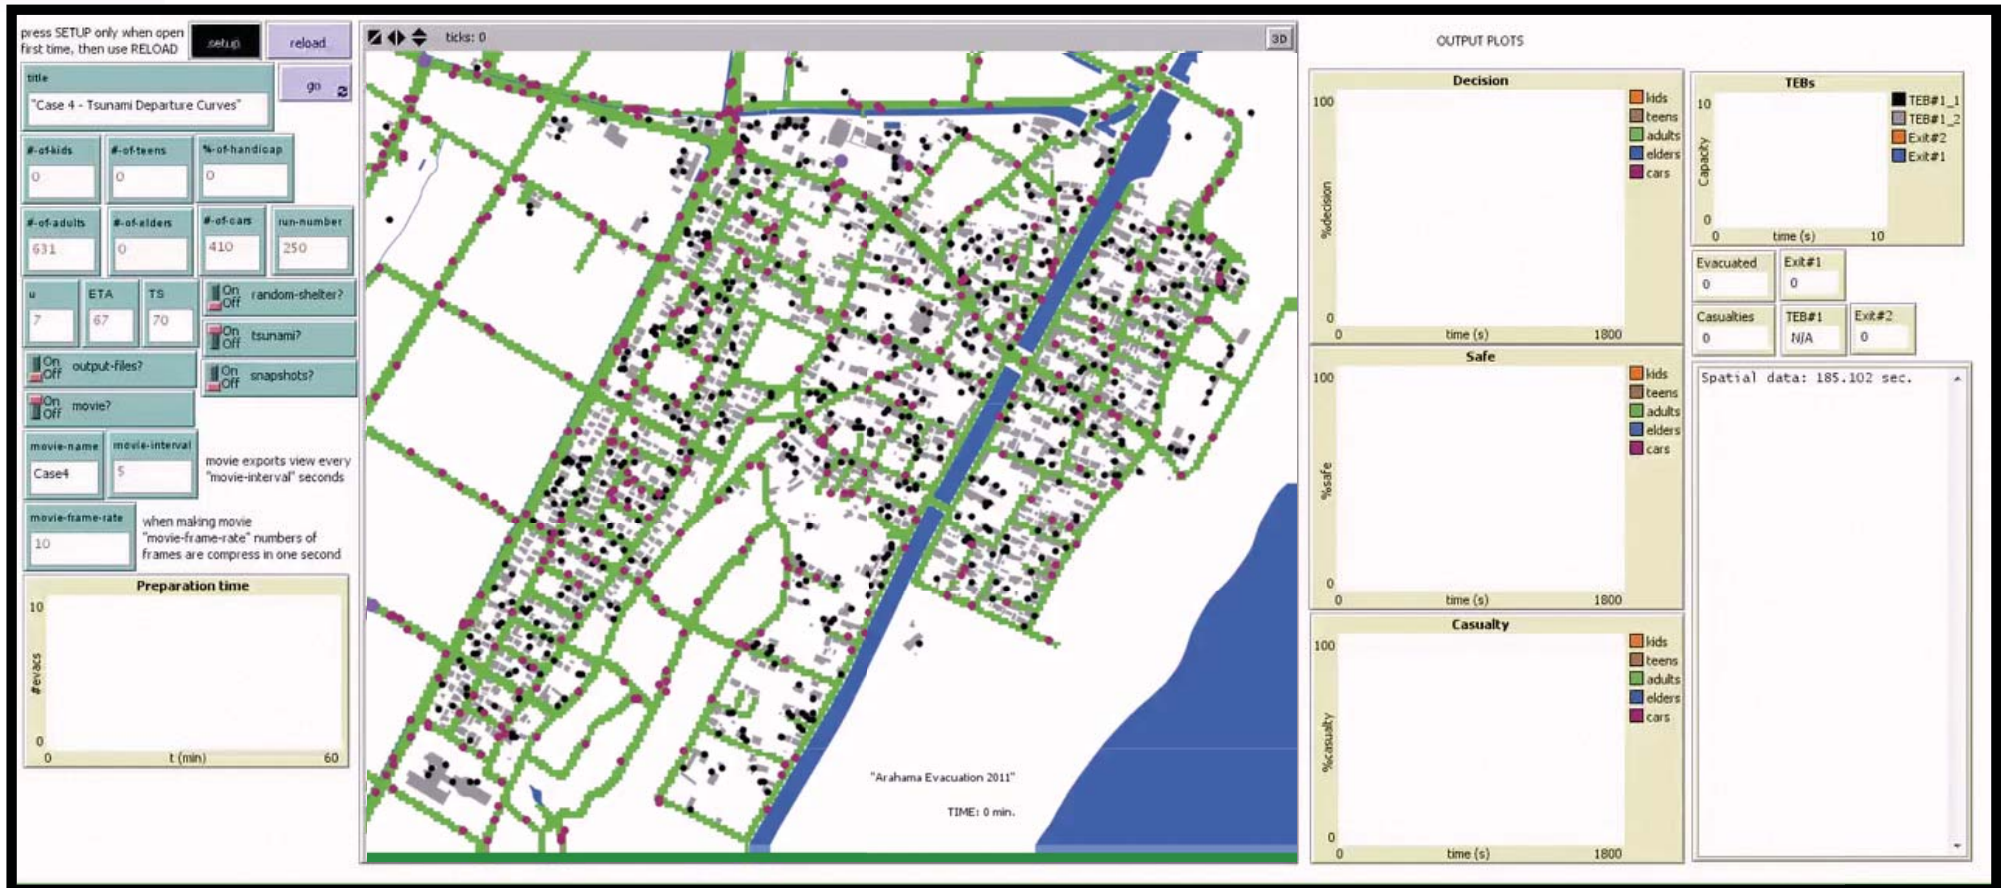 press SETUP only when open
first time, then use RELOAD
setup
reload
go
title
"Case 4 - Tsunami Departure Curves"
#-of-kids
0
#-of-teens
0
%-of-handicap
0
#-of-adults
631
#-of-elders
0
#-of-cars
410
run-number
250
u
7
ETA
67
TS
70
On
Off
random-shelter?
On
Off
tsunami?
On
Off
output-files?
On
Off
snapshots?
On
Off
movie?
movie-name
Case4
movie-interval
5
movie exports view every
"movie-interval" seconds
movie-frame-rate
10
when making movie
"movie-frame-rate" numbers of
frames are compress in one second
Preparation time
10
#evacs
0
0
t (min)
60
ticks: 0
3D
"Arahama Evacuation 2011"
TIME: 0 min.
OUTPUT PLOTS
Decision
100
%decision
0
0
time (s)
1800
kids
teens
adults
elders
cars
Safe
100
%safe
0
0
time (s)
1800
kids
teens
adults
elders
cars
Casualty
100
%casualty
0
0
time (s)
1800
kids
teens
adults
elders
cars
TEBs
10
Capacity
0
0
time (s)
10
TEB#1_1
TEB#1_2
Exit#2
Exit#1
Evacuated
0
Exit#1
0
Casualties
0
TEB#1
N/A
Exit#2
0
Spatial data: 185.102 sec.